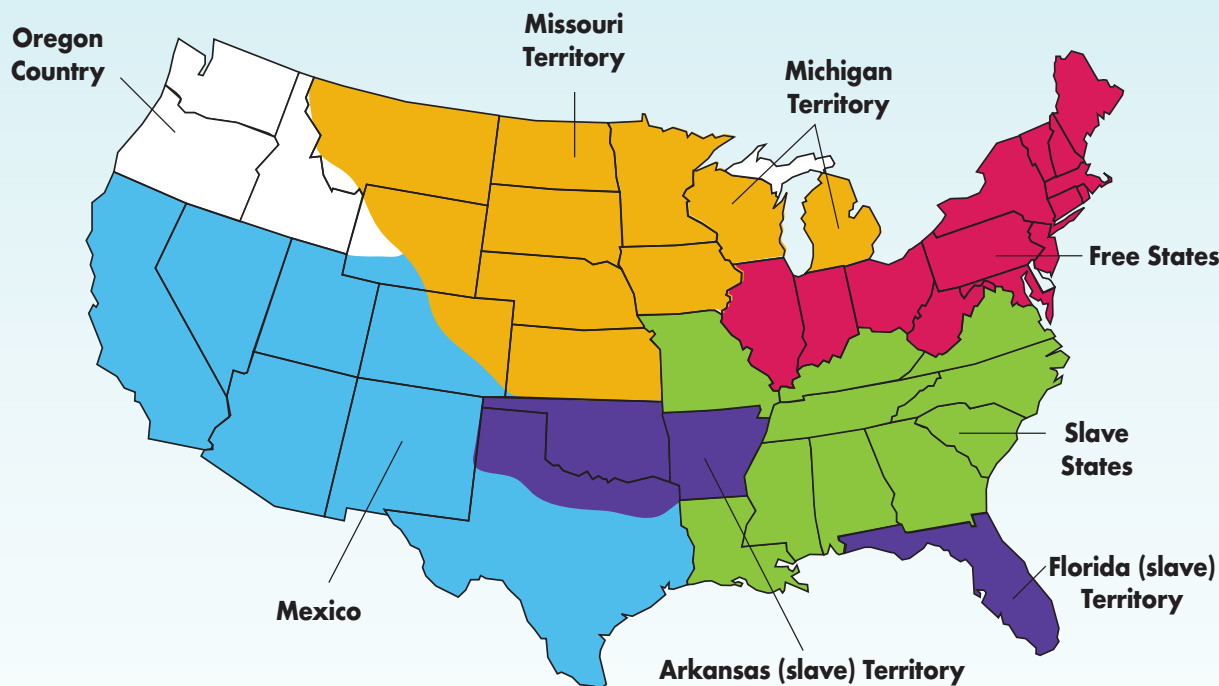 Oregon
Country
Missouri
Territory
Michigan
Territory
Free States
Slave
States
Florida (slave)
Territory
Mexico
Arkansas (slave) Territory